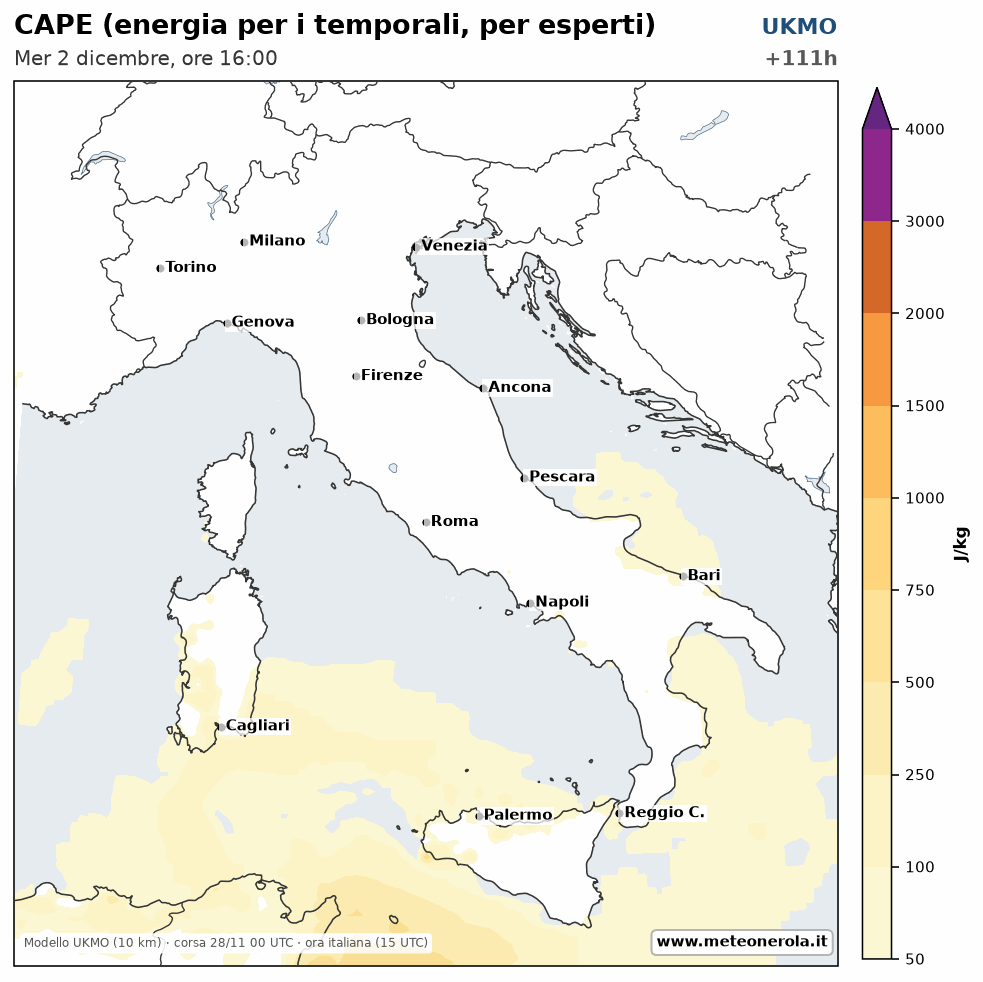 CAPE (energia per i temporali, per esperti)
UKMO
Mer 2 dicembre, ore 16:00
+111h
4000
3000
2000
1500
1000
750
500
250
100
50
J/kg
Milano
Venezia
Torino
Genova
Bologna
Firenze
Ancona
Pescara
Roma
Bari
Napoli
Cagliari
Palermo
Reggio C.
Modello UKMO (10 km) · corsa 28/11 00 UTC · ora italiana (15 UTC)
www.meteonerola.it